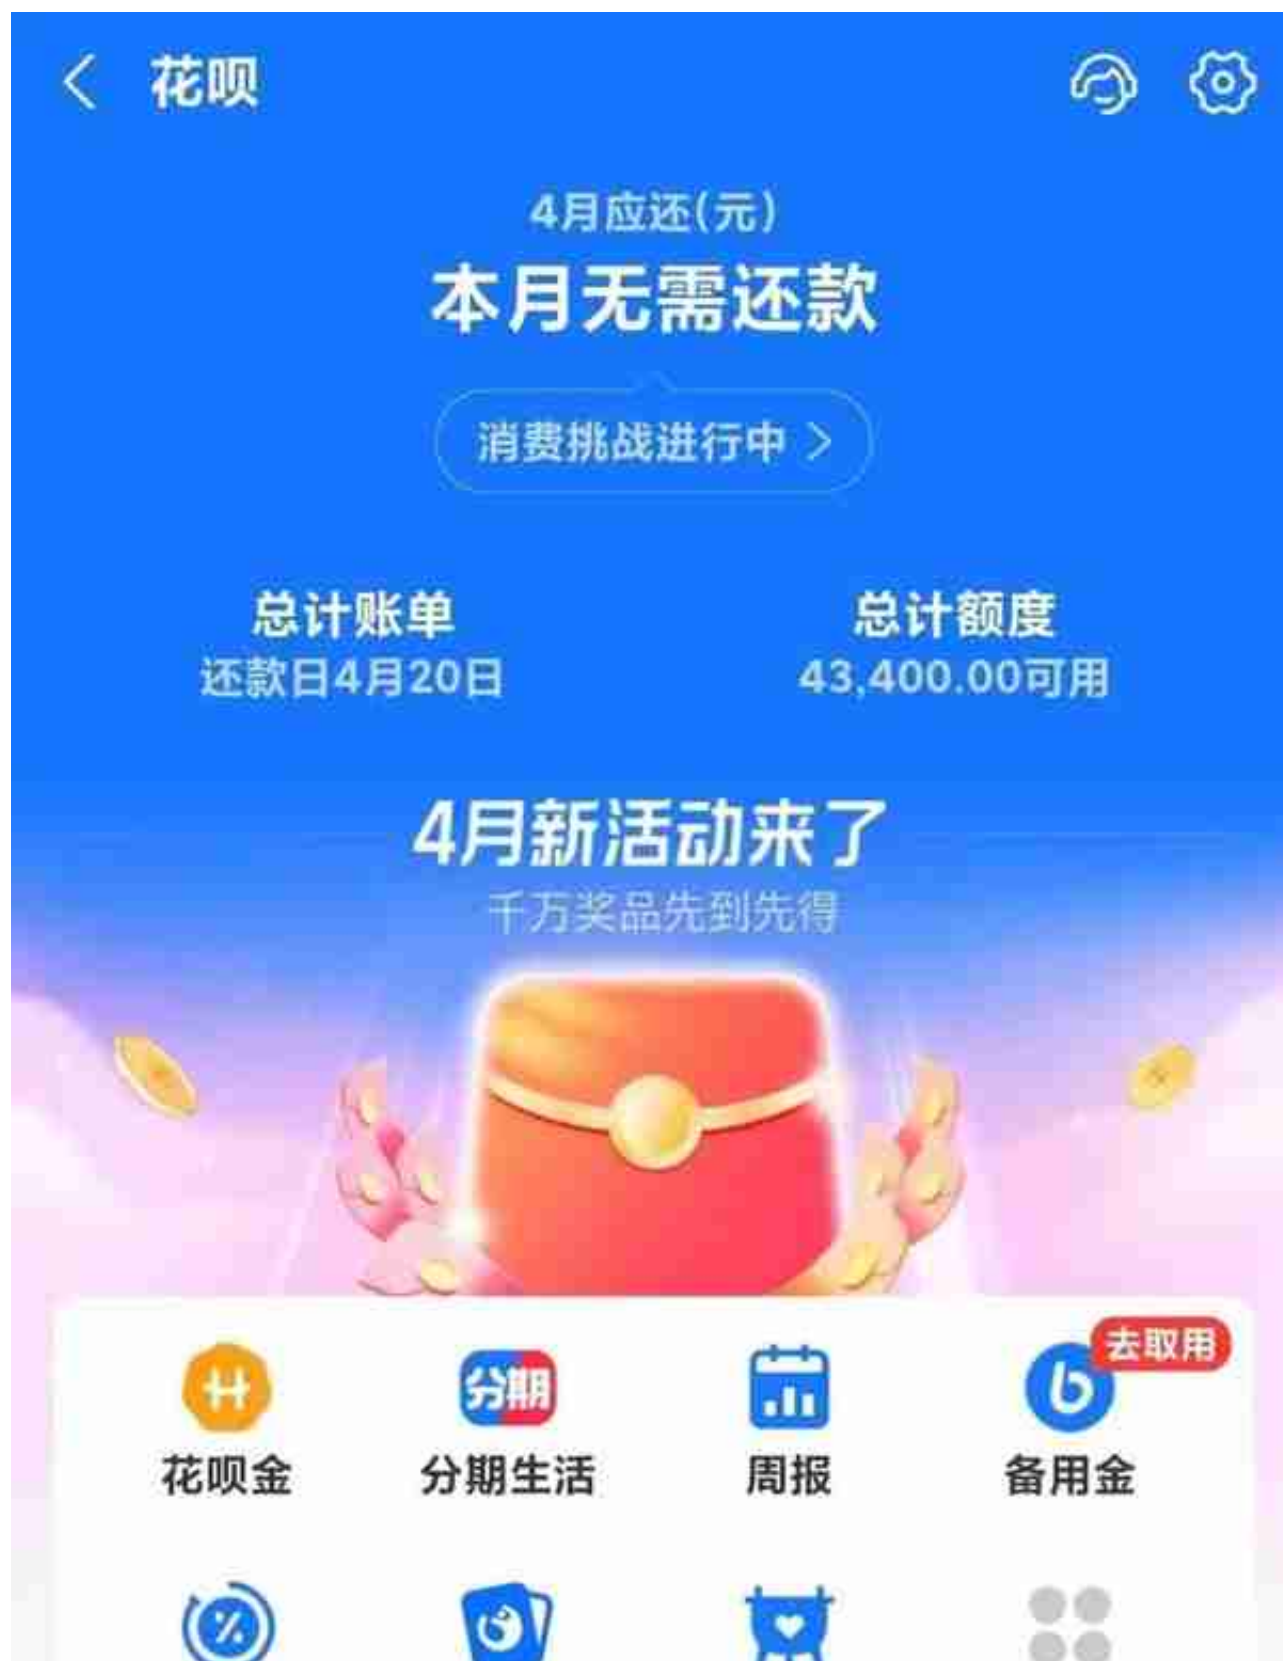 花呗
4月应还(元)
本月无需还款
消费挑战进行中
总计账单
总计额度
还款日4月20日
43,400.00可用
4月新活动来了
千万奖品先到先得
去取用
分期
花呗金
分期生活
周报
备用金